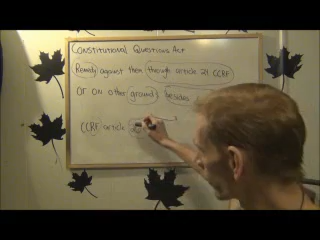 Constitutional Questions Act
Remedy against them through article 24 CCRF
Or on other grounds besides
CCRF article